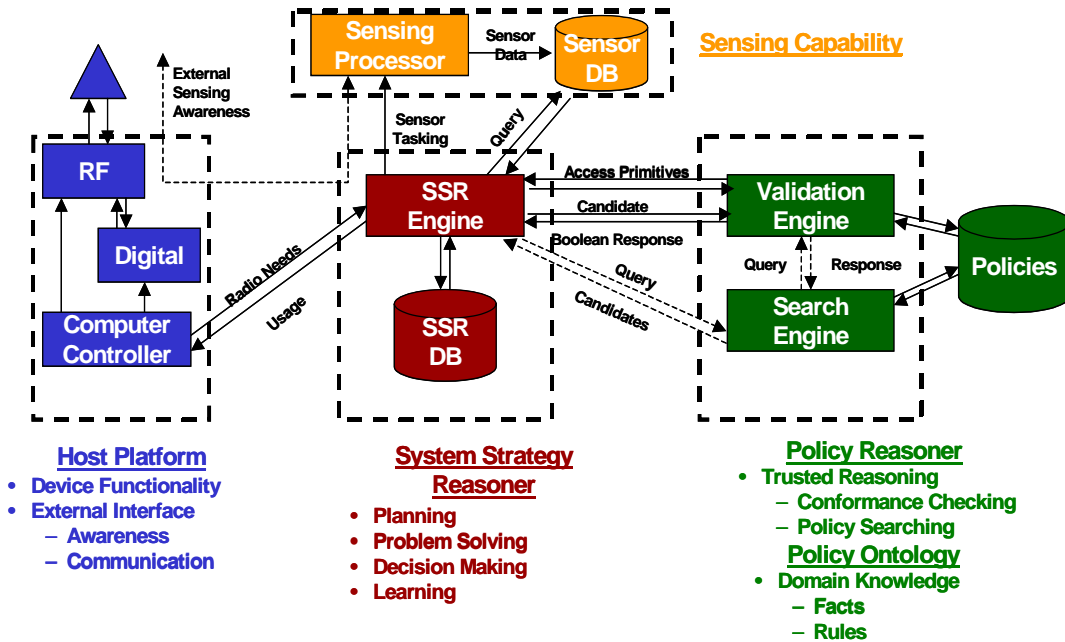 Sensing
Processor
Sensor
Data
Sensor
DB
Sensing Capability
External
Sensing
Awareness
Sensor
Tasking
Query
RF
Digital
Computer
Controller
Radio Needs
Usage
SSR
Engine
SSR
DB
Access Primitives
Candidate
Boolean Response
Query
Candidates
Validation
Engine
Query
Response
Search
Engine
Policies
Host Platform
• Device Functionality
• External Interface
– Awareness
– Communication
System Strategy
Reasoner
• Planning
• Problem Solving
• Decision Making
• Learning
Policy Reasoner
• Trusted Reasoning
– Conformance Checking
– Policy Searching
Policy Ontology
• Domain Knowledge
– Facts
– Rules